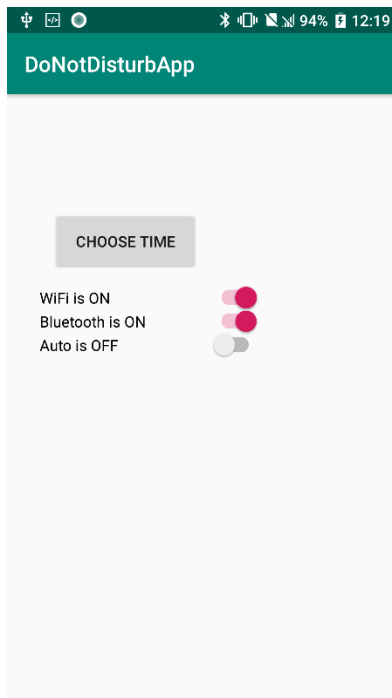 94% 12:19
DoNotDisturbApp
CHOOSE TIME
WiFi is ON
Bluetooth is ON
Auto is OFF